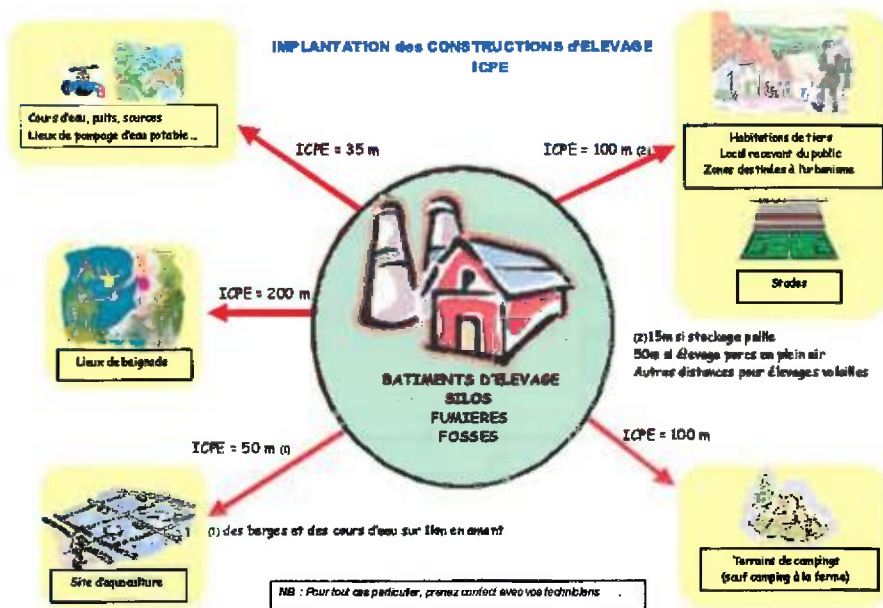 IMPLANTATION des CONSTRUCTIONS d'ELEVAGE
ICPE
Cours d'eau, puits, sources
Lieux de pompage d'eau potable...
ICPE = 35 m
ICPE = 100 m (2)
Habitations de tiers
Local recevant du public
Zones destinées à l'urbanisme
Stades
ICPE = 200 m
Lieux de baignade
(2) 15m si stockage paille
50m si élevage porcs en plein air
Autres distances pour élevages volailles
BATIMENTS D'ELEVAGE
SILOS
FUMIERES
FOSSES
ICPE = 50 m (1)
ICPE = 100 m
(1) des berges et des cours d'eau sur 1km en amont
Site d'aquaculture
Terrains de campings
(sauf camping à la ferme)
NB : Pour tout cas particulier, prenez contact avec vos techniciens .